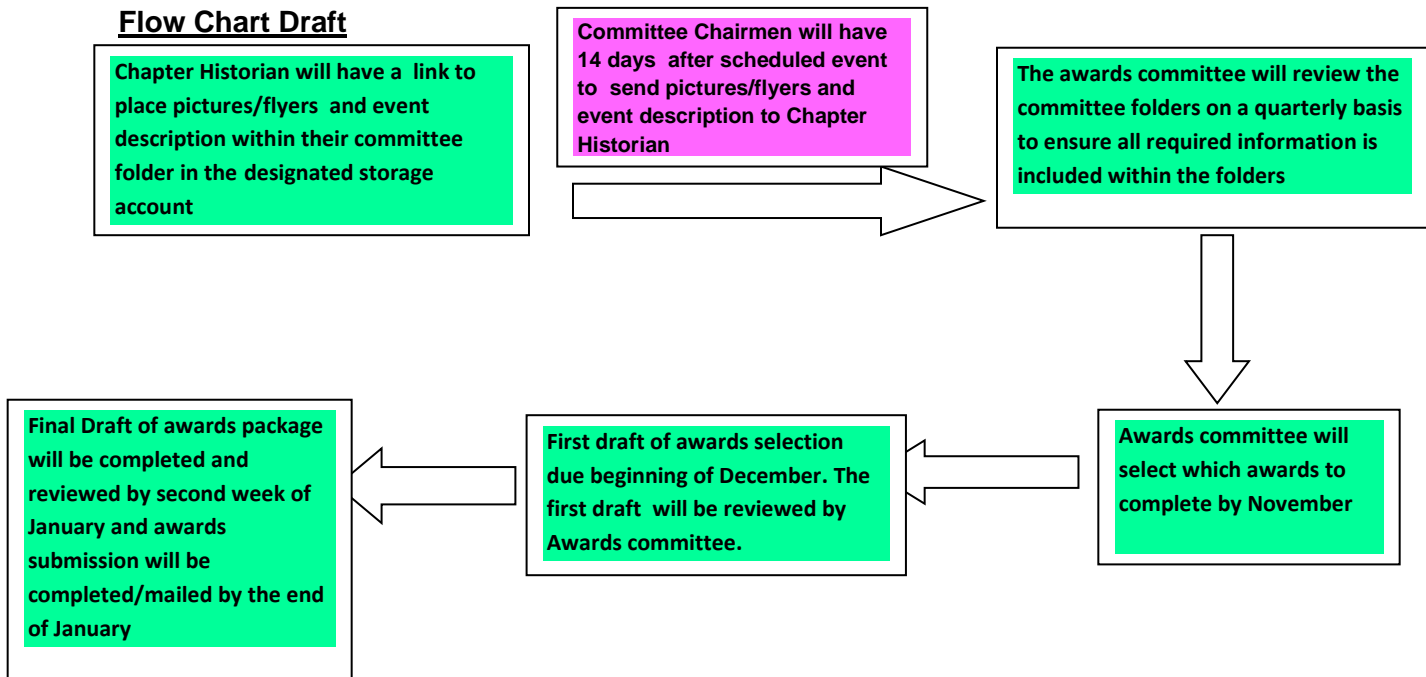 Flow Chart Draft
Chapter Historian will have a link to
place pictures/flyers and event
description within their committee
folder in the designated storage
account
Committee Chairmen will have
14 days after scheduled event
to send pictures/flyers and
event description to Chapter
Historian
The awards committee will review the
committee folders on a quarterly basis
to ensure all required information is
included within the folders
Awards committee will
select which awards to
complete by November
First draft of awards selection
due beginning of December. The
first draft will be reviewed by
Awards committee.
Final Draft of awards package
will be completed and
reviewed by second week of
January and awards
submission will be
completed/mailed by the end
of January